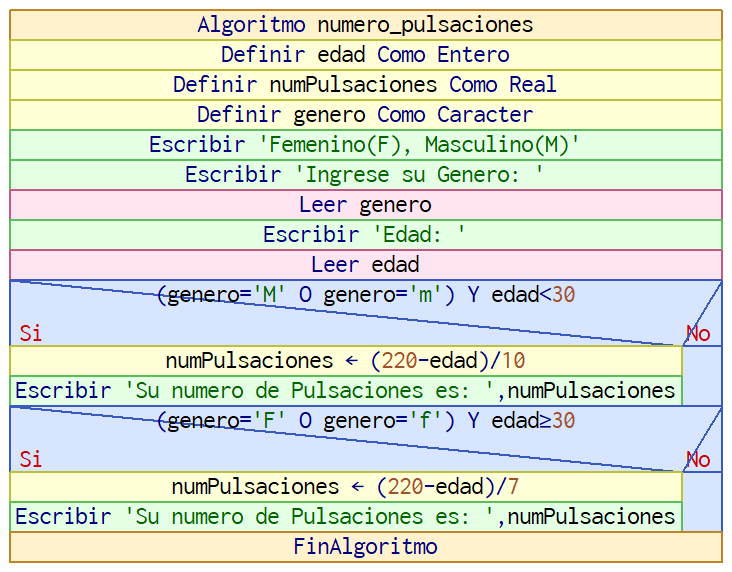 Algoritmo numero_pulsaciones
Definir edad Como Entero
Definir numPulsaciones Como Real
Definir genero Como Caracter
Escribir 'Femenino(F), Masculino(M)'
Escribir 'Ingrese su Genero: '
Leer genero
Escribir 'Edad: '
Leer edad
(genero='M' O genero='m') Y edad<30
Si No
numPulsaciones ← (220-edad)/10
Escribir 'Su numero de Pulsaciones es: ',numPulsaciones
(genero='F' O genero='f') Y edad≥30
Si No
numPulsaciones ← (220-edad)/7
Escribir 'Su numero de Pulsaciones es: ',numPulsaciones
FinAlgoritmo